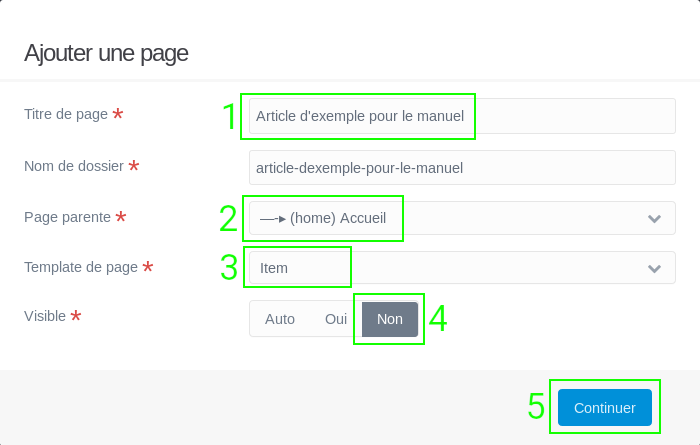 Ajouter une page
Titre de page * 1 Article d'exemple pour le manuel
Nom de dossier * article-dexemple-pour-le-manuel
Page parente * 2 —-▸ (home) Accueil
Template de page * 3 Item
Visible * Auto Oui Non 4
5 Continuer